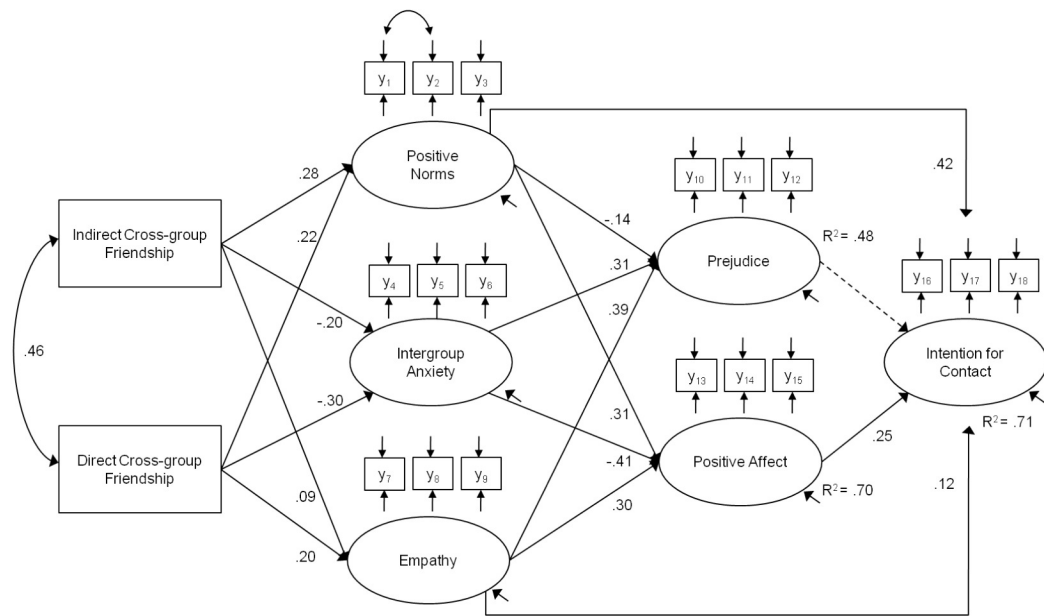 y1
y2
y3
Positive
Norms
.28
.42
y10
y11
y12
-.14
Indirect Cross-group
Friendship
.22
R² = .48
Prejudice
.31
y4
y5
y6
y16
y17
y18
-.20
.39
.46
Intergroup
Anxiety
Intention for
Contact
y13
y14
y15
-.30
.31
R² = .71
.25
Direct Cross-group
Friendship
-.41
Positive Affect
y7
y8
y9
.09
.30
R² = .70
.12
.20
Empathy